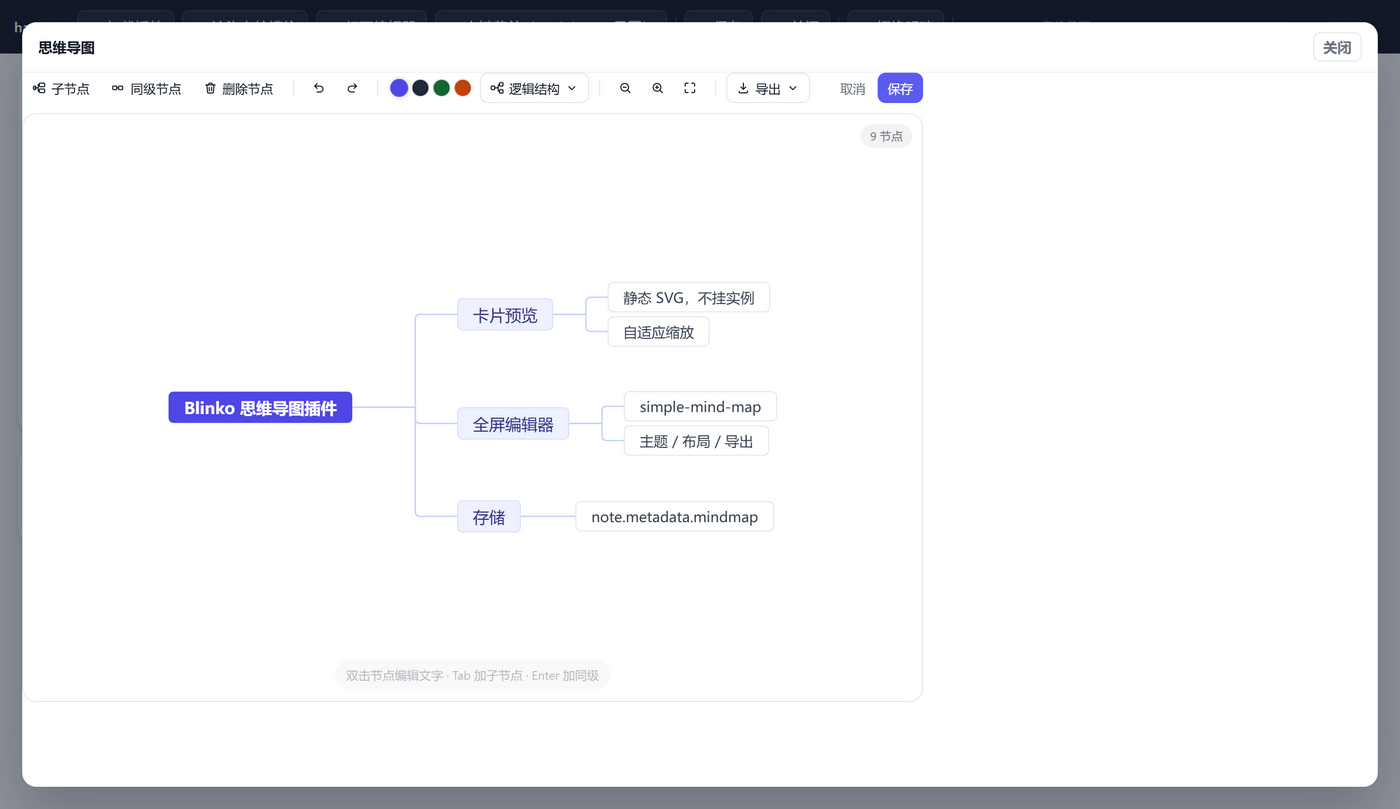 思维导图
关闭
子节点 同级节点 删除节点 逻辑结构 导出 取消 保存
9 节点
卡片预览
静态 SVG，不挂实例
自适应缩放
Blinko 思维导图插件
全屏编辑器
simple-mind-map
主题 / 布局 / 导出
存储
note.metadata.mindmap
双击节点编辑文字 · Tab 加子节点 · Enter 加同级